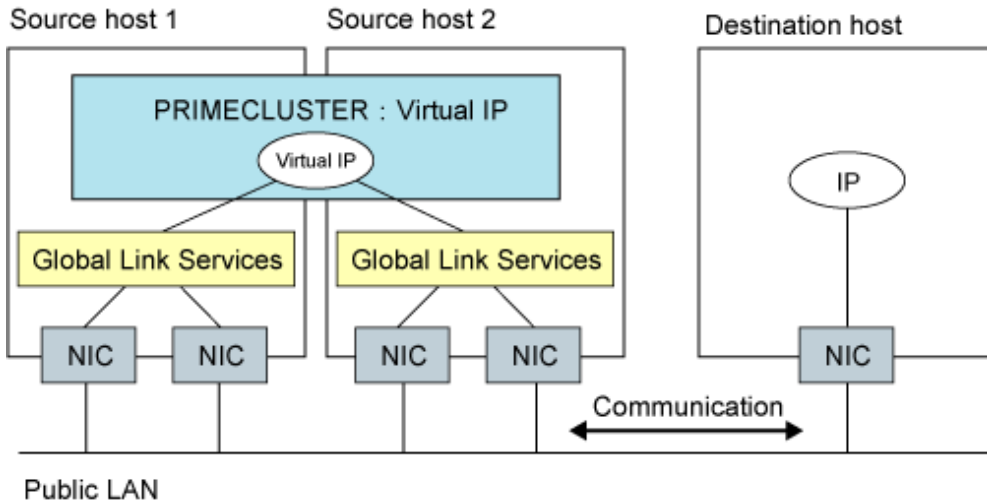 Source host 1
Source host 2
Destination host
PRIMECLUSTER : Virtual IP
Virtual IP
IP
Global Link Services
Global Link Services
NIC
NIC
NIC
NIC
NIC
Communication
Public LAN